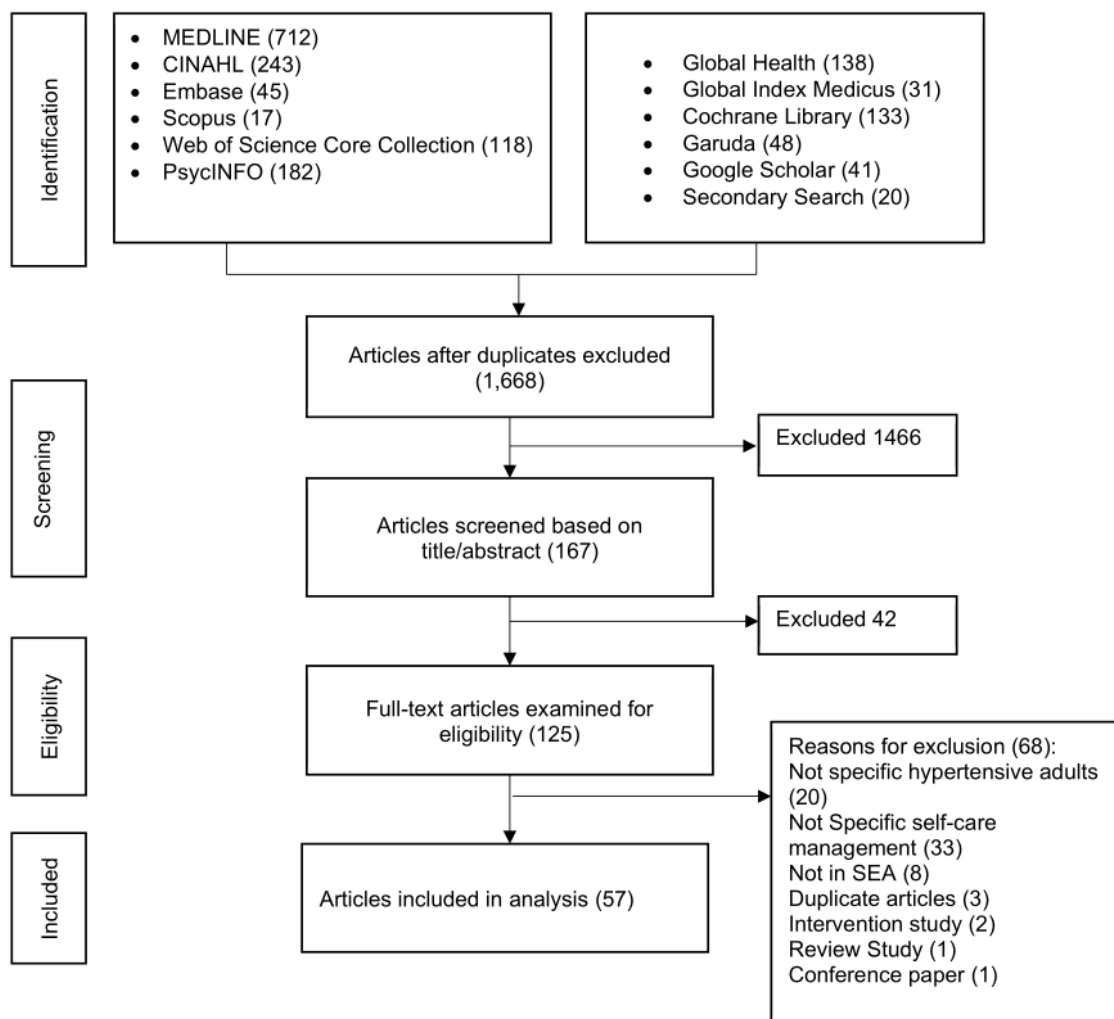 Identification
• MEDLINE (712)
• CINAHL (243)
• Embase (45)
• Scopus (17)
• Web of Science Core Collection (118)
• PsycINFO (182)
• Global Health (138)
• Global Index Medicus (31)
• Cochrane Library (133)
• Garuda (48)
• Google Scholar (41)
• Secondary Search (20)
Articles after duplicates excluded
(1,668)
Screening
Excluded 1466
Articles screened based on
title/abstract (167)
Excluded 42
Eligibility
Full-text articles examined for
eligibility (125)
Reasons for exclusion (68):
Not specific hypertensive adults
(20)
Not Specific self-care
management (33)
Not in SEA (8)
Duplicate articles (3)
Intervention study (2)
Review Study (1)
Conference paper (1)
Included
Articles included in analysis (57)